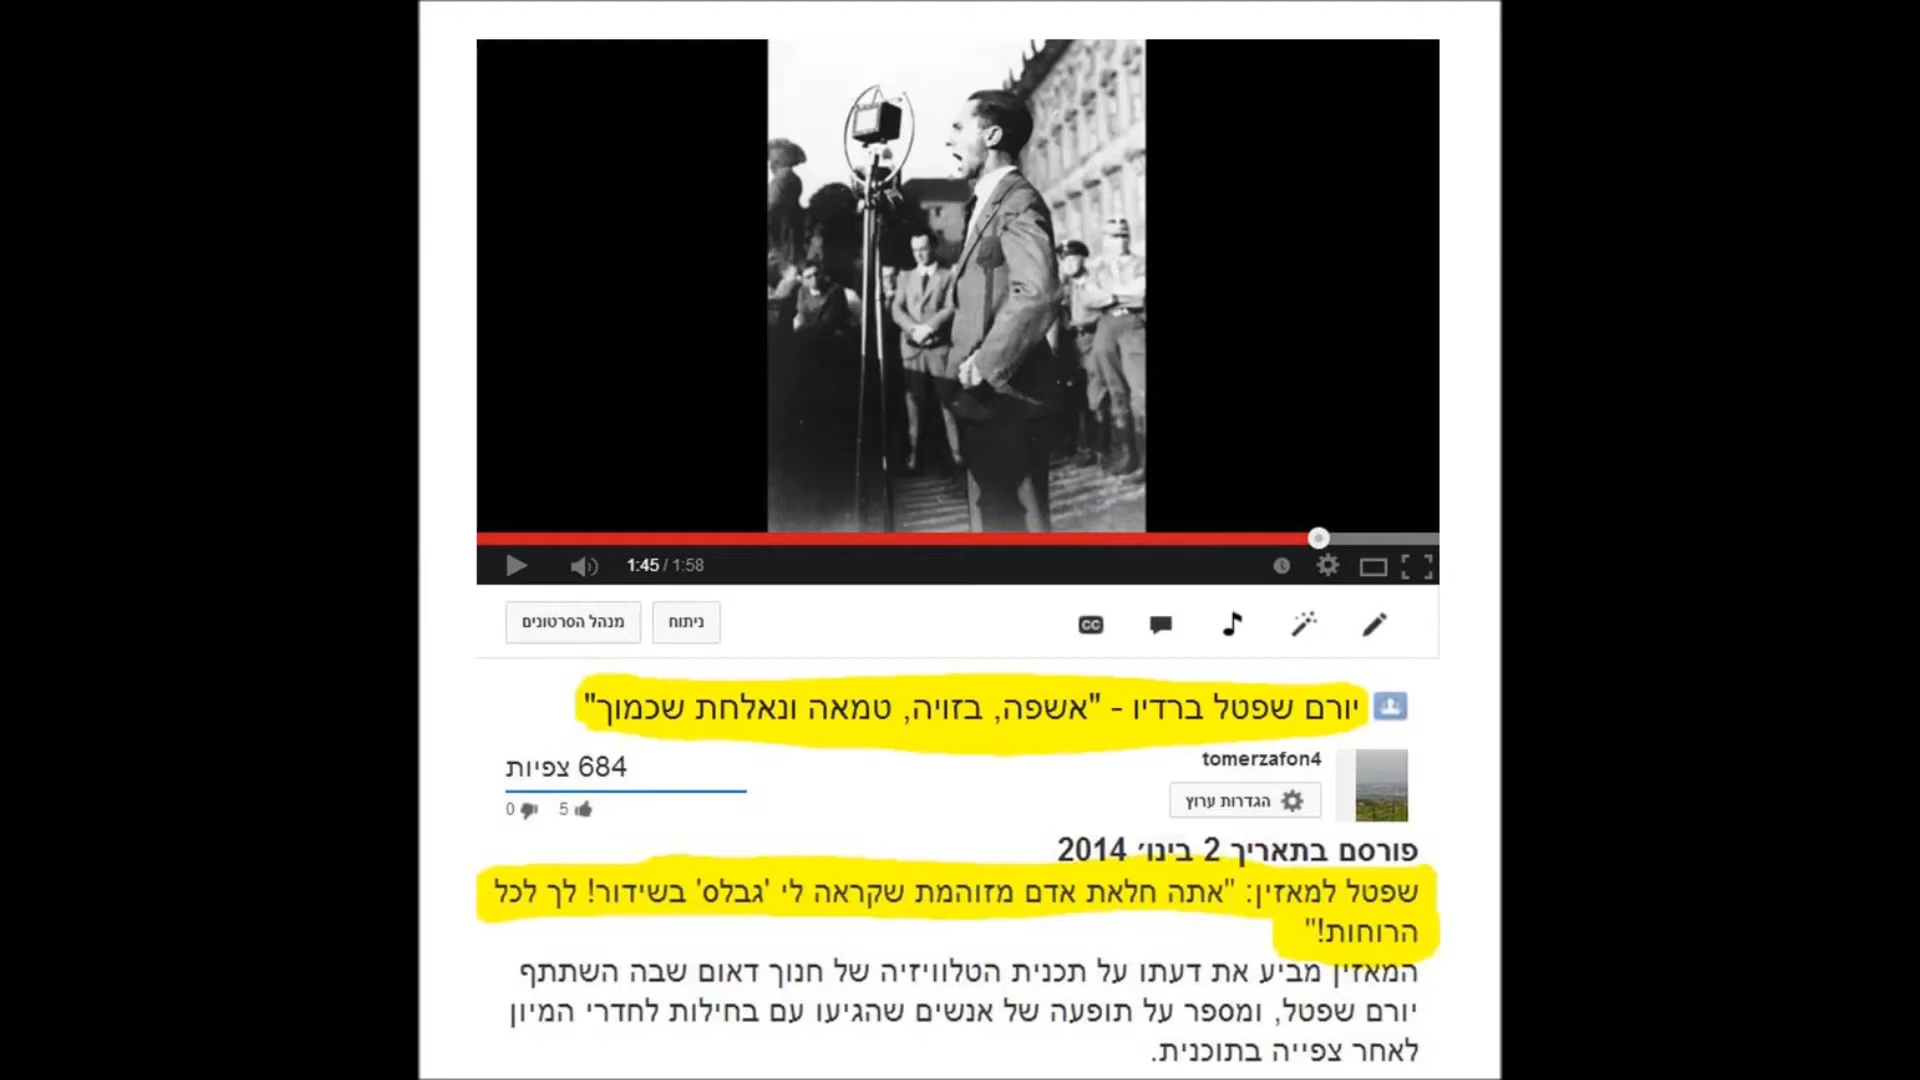 1:45 / 1:58
מנהל הסרטונים
ניתוח
CC
יורם שפטל ברדיו - "אשפה, בזויה, טמאה ונאלחת שכמוך"
tomerzafon4
684 צפיות
הגדרות ערוץ
5 0
פורסם בתאריך 2 בינו׳ 2014
שפטל למאזין: "אתה חלאת אדם מזוהמת שקראה לי 'גבלס' בשידור! לך לכל
הרוחות!"
המאזין מביע את דעתו על תכנית הטלוויזיה של חנוך דאום שבה השתתף
יורם שפטל, ומספר על תופעה של אנשים שהגיעו עם בחילות לחדרי המיון
לאחר צפייה בתוכנית.